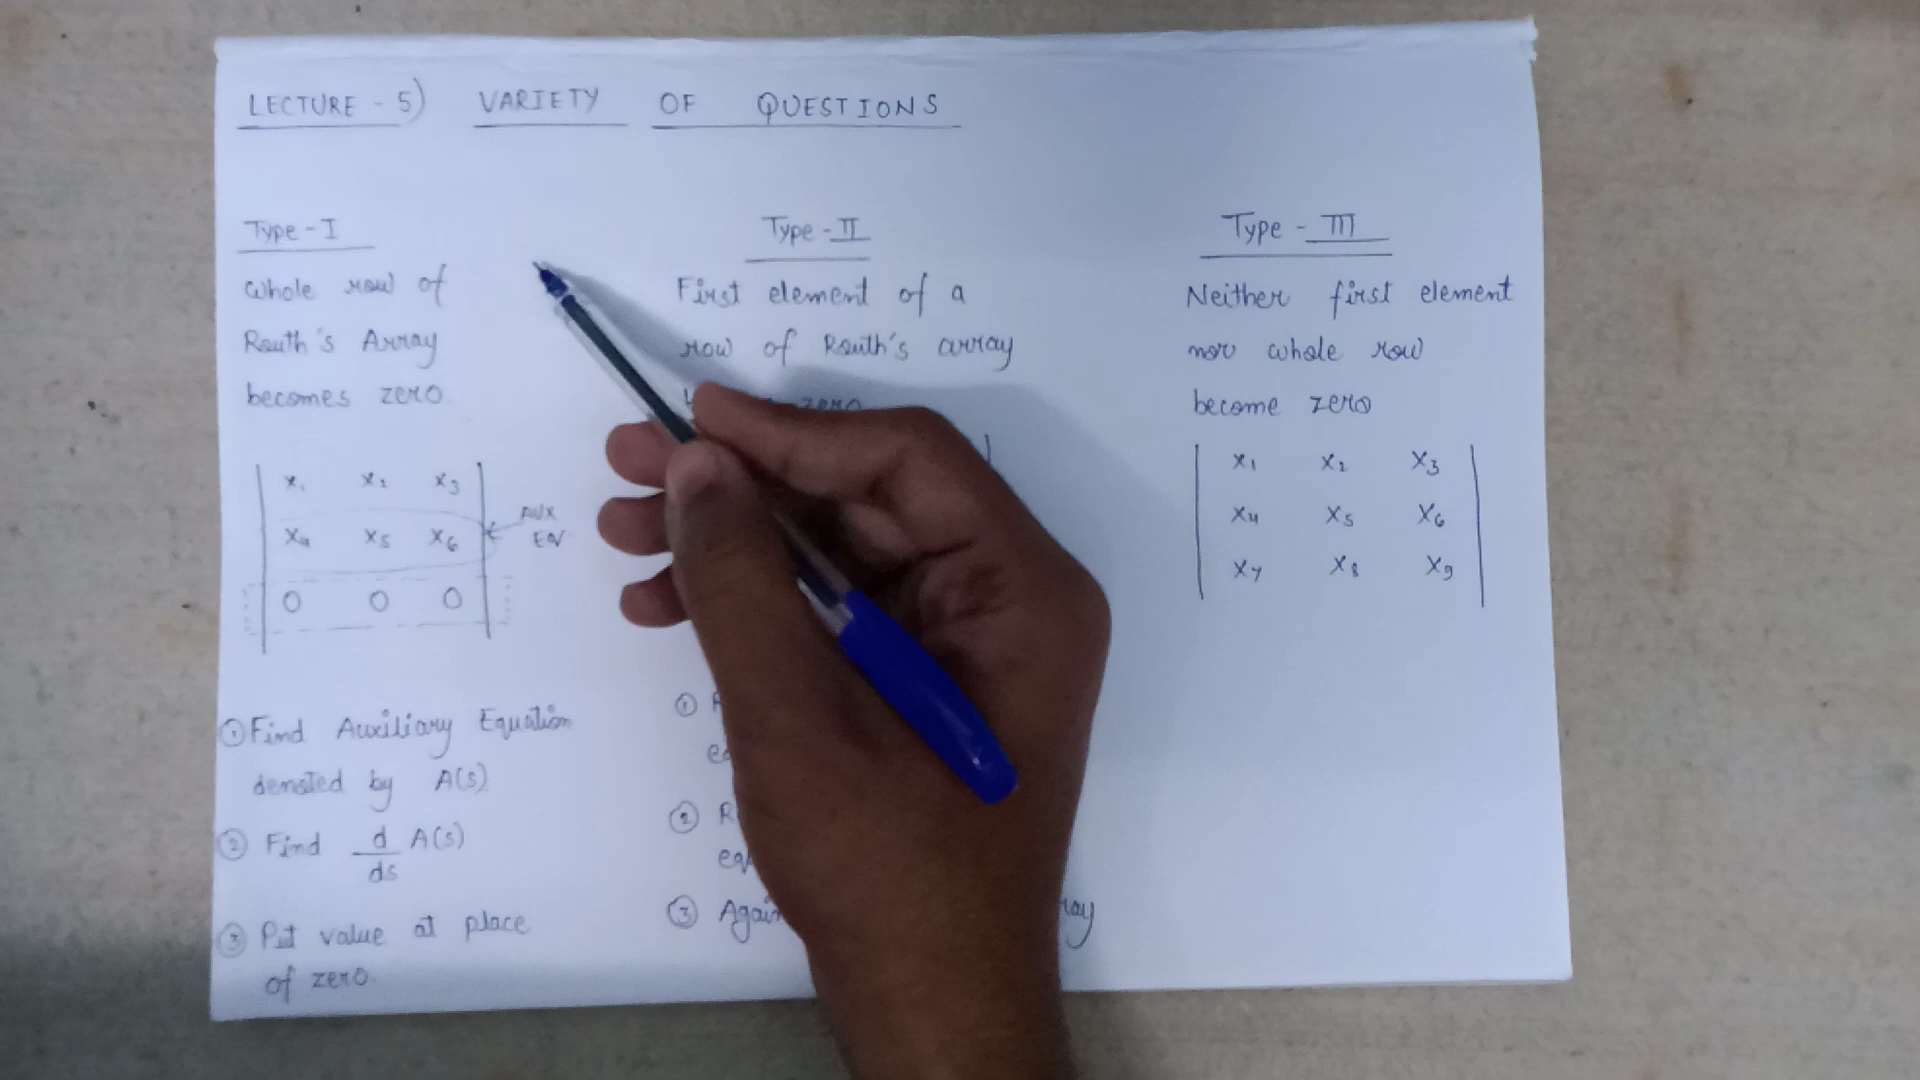 LECTURE - 5) VARIETY OF QUESTIONS
Type - I
Whole row of
Routh's Array
becomes zero.
x1 x2 x3
x4 x5 x6
AUX
EQ
0 0 0
① Find Auxiliary Equation
denoted by A(s)
② Find d/ds A(s)
③ Put value at place
of zero.
Type - II
First element of a
row of Routh's array
zero
①
②
③ Again
Type - III
Neither first element
nor whole row
become zero
x1 x2 x3
x4 x5 x6
x7 x8 x9